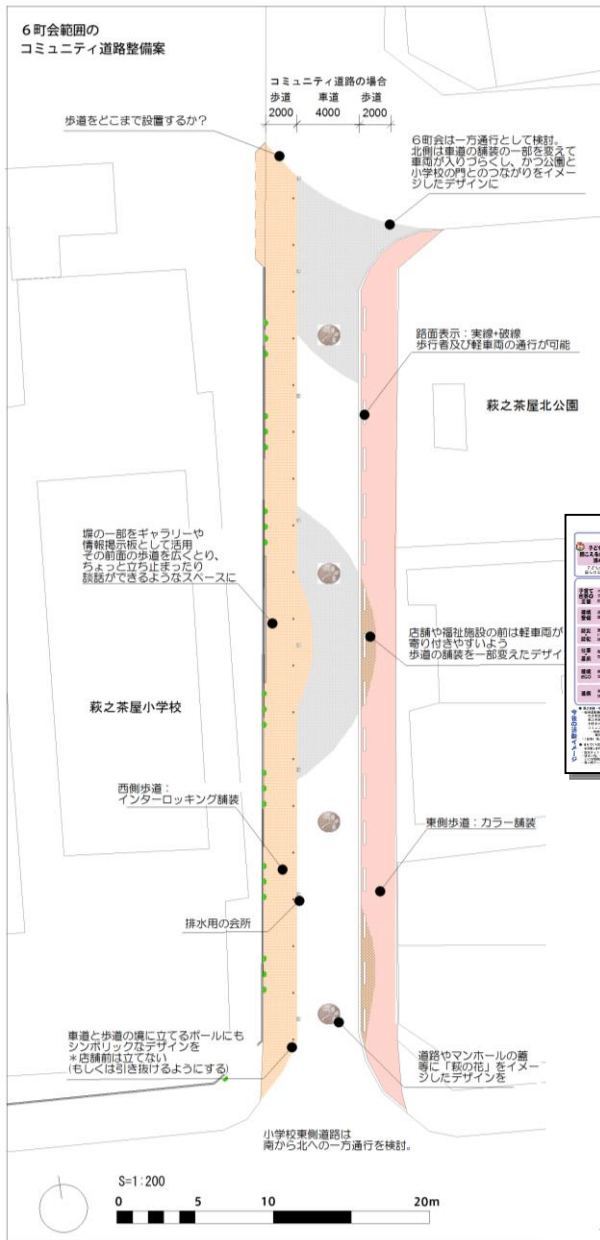 ６町会範囲の
コミュニティ道路整備案
コミュニティ道路の場合
歩道 車道 歩道
2000 4000 2000
歩道をどこまで設置するか？
６町会は一方通行として検討。
北側は車道の舗装の一部を変えて
車両が入りづらくし、かつ公園と
小学校の門とのつながりをイメー
ジしたデザインに
路面表示：実線+破線
歩行者及び軽車両の通行が可能
萩之茶屋北公園
塀の一部をギャラリーや
情報掲示板として活用
その前面の歩道を広くとり、
ちょっと立ち止まったり
談話ができるようなスペースに
店舗や福祉施設の前は軽車両が
寄り付きやすいよう
歩道の舗装を一部変えたデザイ
萩之茶屋小学校
西側歩道：
インターロッキング舗装
東側歩道：カラー舗装
排水用の会所
車道と歩道の境に立てるポールにも
シンボリックなデザインを
＊店舗前は立てない
(もしくは引き抜けるようにする)
道路やマンホールの蓋
等に「萩の花」をイメー
ジしたデザインを
小学校東側道路は
南から北への一方通行を検討。
S=1:200
0 5 10 20m
今後の活動イメージ